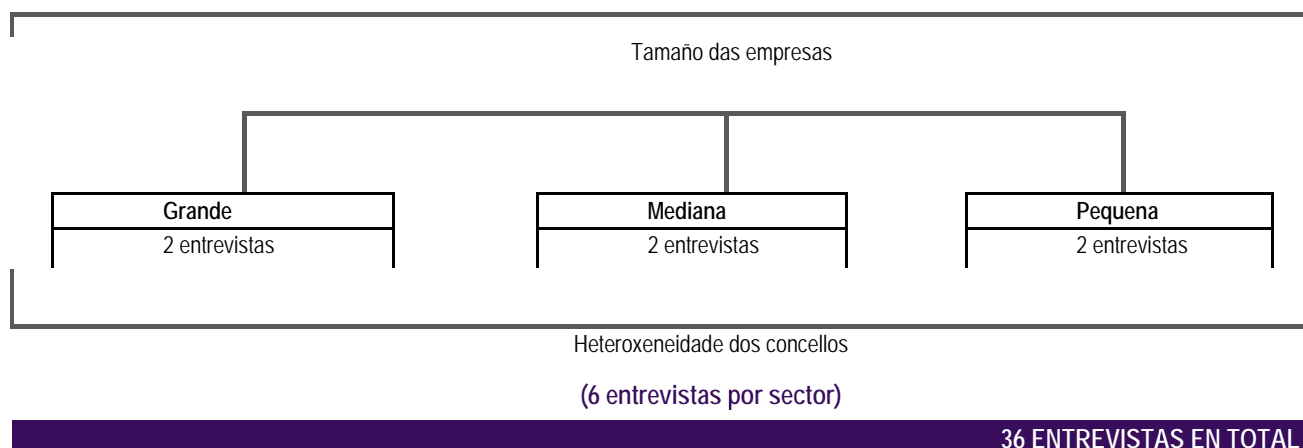 Tamaño das empresas
Grande
2 entrevistas
Mediana
2 entrevistas
Pequena
2 entrevistas
Heteroxeneidade dos concellos
(6 entrevistas por sector)
36 ENTREVISTAS EN TOTAL